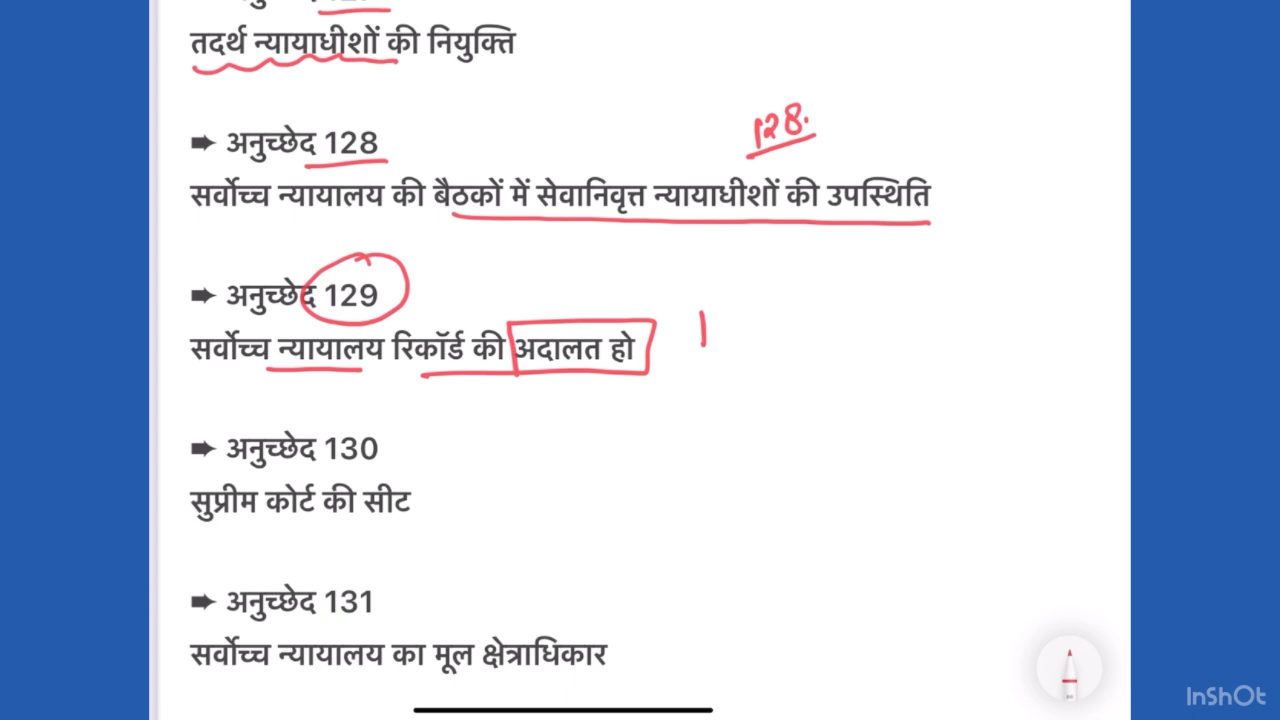 तदर्थ न्यायाधीशों की नियुक्ति
128.
➨ अनुच्छेद 128
सर्वोच्च न्यायालय की बैठकों में सेवानिवृत्त न्यायाधीशों की उपस्थिति
➨ अनुच्छेद 129
सर्वोच्च न्यायालय रिकॉर्ड की अदालत हो
➨ अनुच्छेद 130
सुप्रीम कोर्ट की सीट
➨ अनुच्छेद 131
सर्वोच्च न्यायालय का मूल क्षेत्राधिकार
InShOt